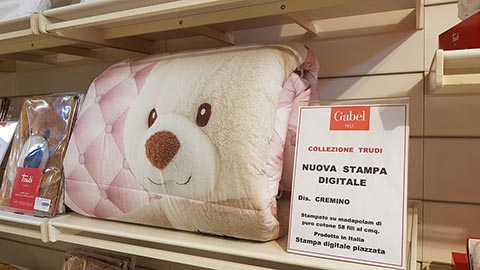 Gabel
1957
COLLEZIONE TRUDI
NUOVA STAMPA
DIGITALE
Dis. CREMINO
Stampato su madapolam di
puro cotone 58 fili al cmq.
Prodotto in Italia
Stampa digitale piazzata
Trudi